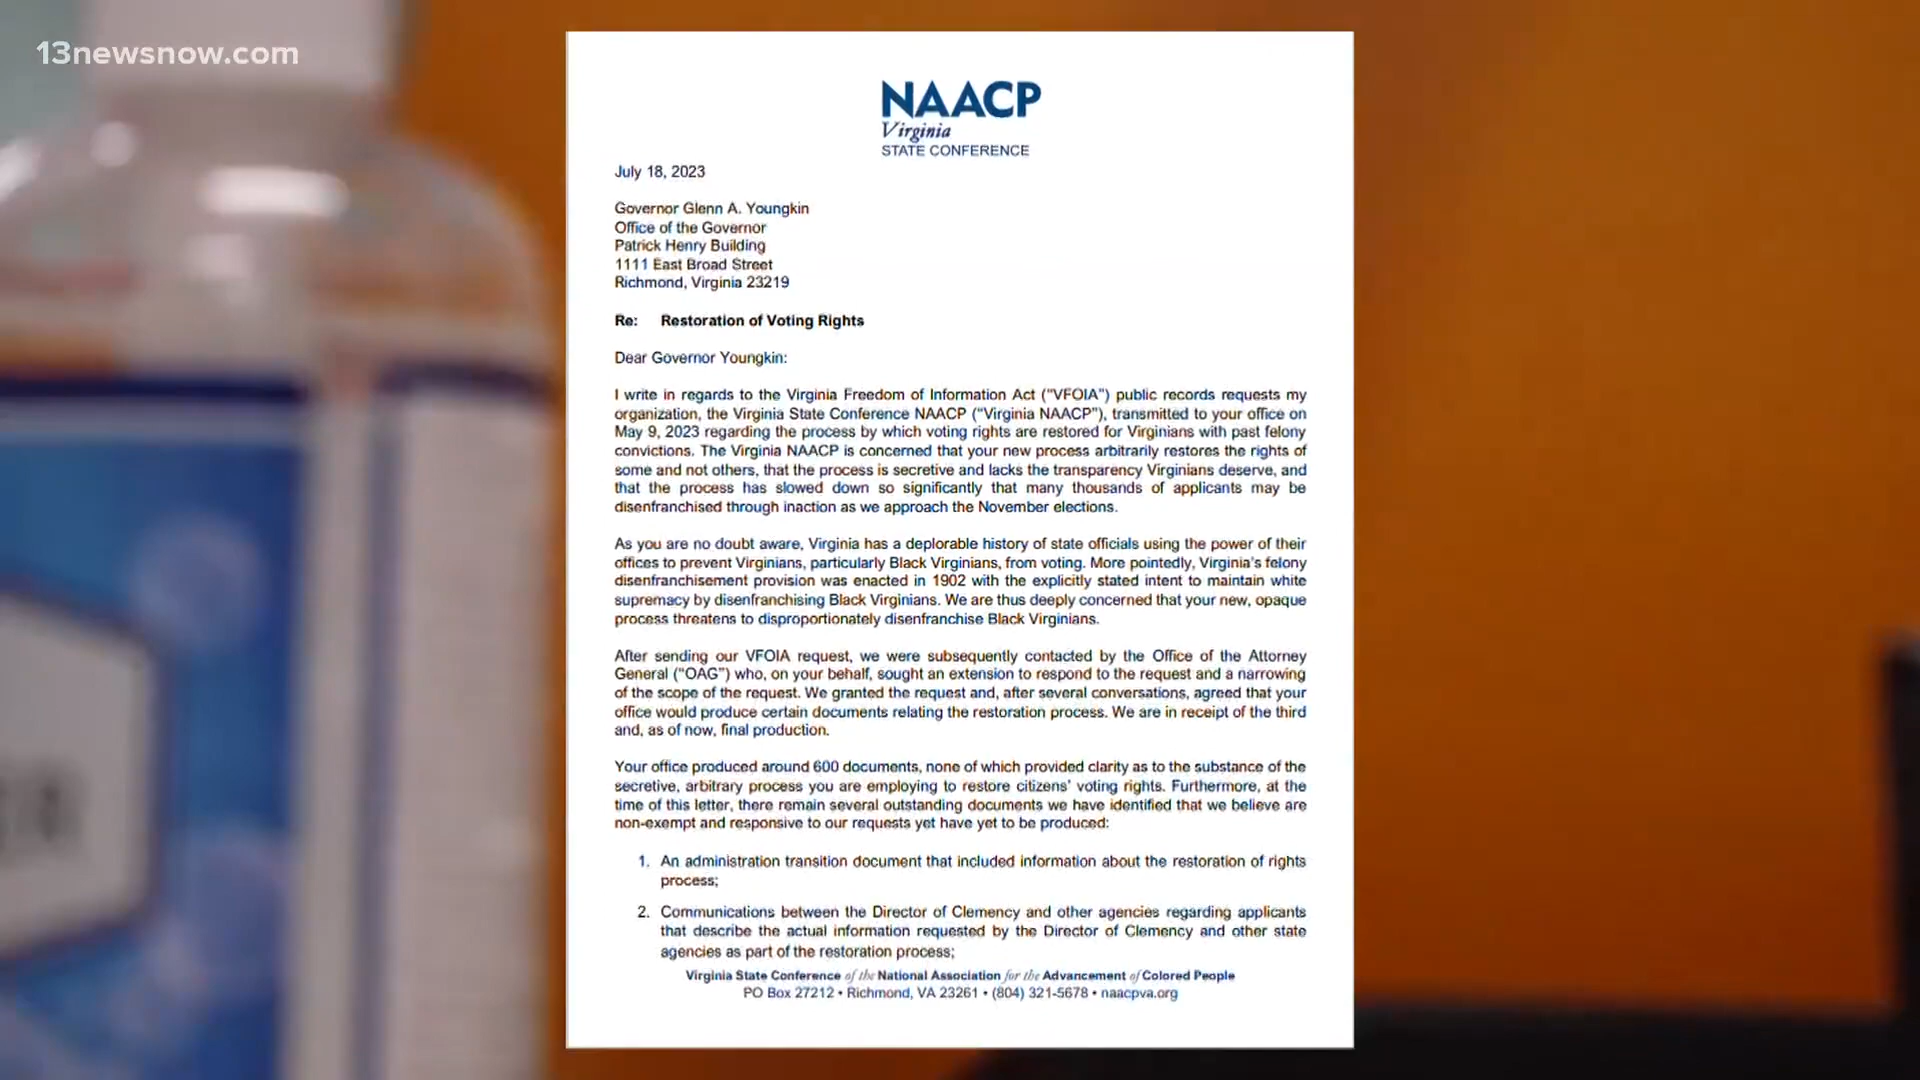 13newsnow.com
NAACP
Virginia
STATE CONFERENCE
July 18, 2023
Governor Glenn A. Youngkin
Office of the Governor
Patrick Henry Building
1111 East Broad Street
Richmond, Virginia 23219
Re: Restoration of Voting Rights
Dear Governor Youngkin:
I write in regards to the Virginia Freedom of Information Act ("VFOIA") public records requests my
organization, the Virginia State Conference NAACP ("Virginia NAACP"), transmitted to your office on
May 9, 2023 regarding the process by which voting rights are restored for Virginians with past felony
convictions. The Virginia NAACP is concerned that your new process arbitrarily restores the rights of
some and not others, that the process is secretive and lacks the transparency Virginians deserve, and
that the process has slowed down so significantly that many thousands of applicants may be
disenfranchised through inaction as we approach the November elections.
As you are no doubt aware, Virginia has a deplorable history of state officials using the power of their
offices to prevent Virginians, particularly Black Virginians, from voting. More pointedly, Virginia's felony
disenfranchisement provision was enacted in 1902 with the explicitly stated intent to maintain white
supremacy by disenfranchising Black Virginians. We are thus deeply concerned that your new, opaque
process threatens to disproportionately disenfranchise Black Virginians.
After sending our VFOIA request, we were subsequently contacted by the Office of the Attorney
General ("OAG") who, on your behalf, sought an extension to respond to the request and a narrowing
of the scope of the request. We granted the request and, after several conversations, agreed that your
office would produce certain documents relating the restoration process. We are in receipt of the third
and, as of now, final production.
Your office produced around 600 documents, none of which provided clarity as to the substance of the
secretive, arbitrary process you are employing to restore citizens' voting rights. Furthermore, at the
time of this letter, there remain several outstanding documents we have identified that we believe are
non-exempt and responsive to our requests yet have yet to be produced:
1. An administration transition document that included information about the restoration of rights
process;
2. Communications between the Director of Clemency and other agencies regarding applicants
that describe the actual information requested by the Director of Clemency and other state
agencies as part of the restoration process;
Virginia State Conference of the National Association for the Advancement of Colored People
PO Box 27212 • Richmond, VA 23261 • (804) 321-5678 • naacpva.org